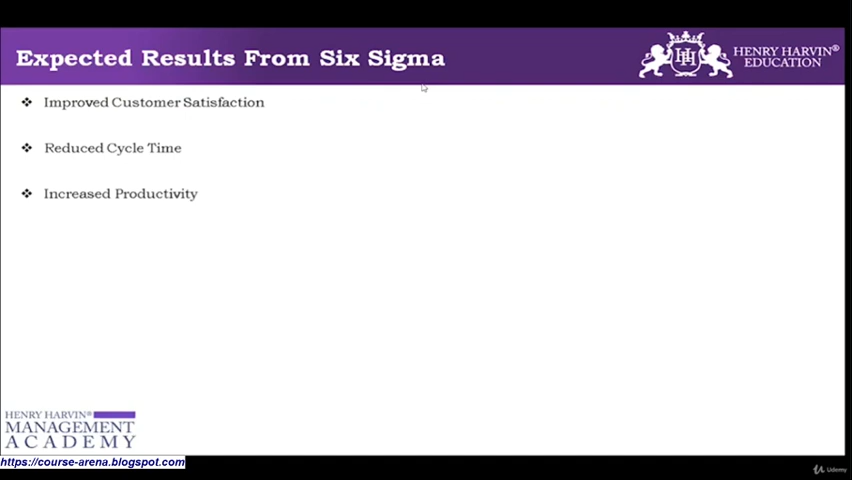 Expected Results From Six Sigma
HENRY HARVIN®
EDUCATION
❖ Improved Customer Satisfaction
❖ Reduced Cycle Time
❖ Increased Productivity
HENRY HARVIN®
MANAGEMENT
ACADEMY
https://course-arena.blogspot.com
Udemy